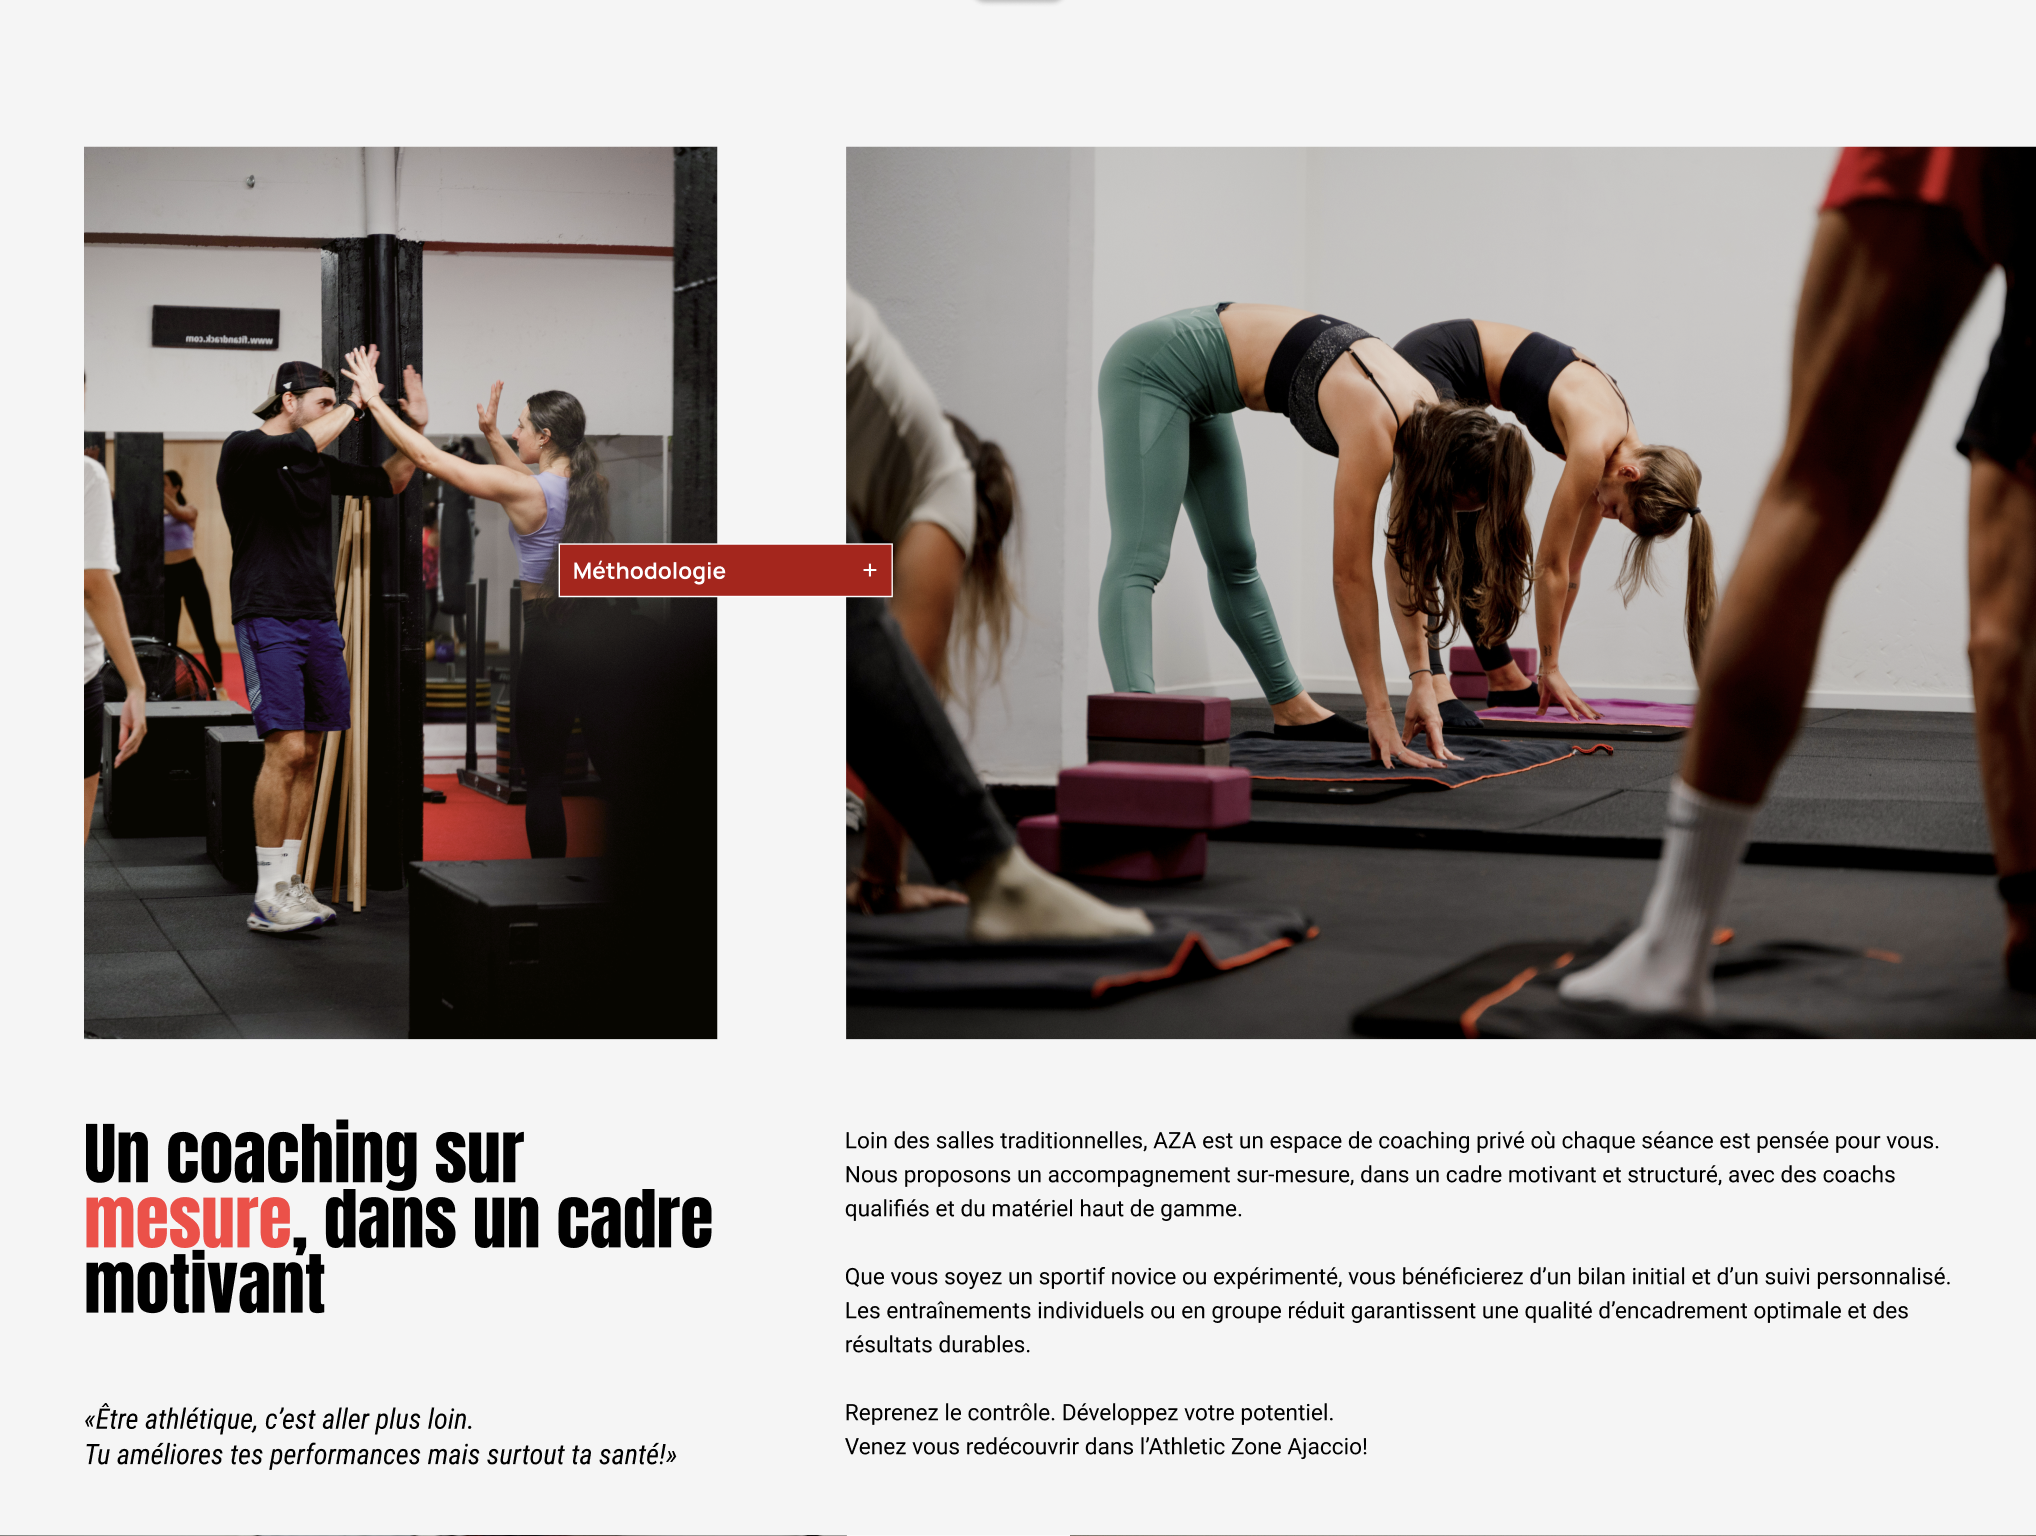 www.fitandrack.com
Méthodologie +
Un coaching sur
mesure, dans un cadre
motivant
«Être athlétique, c’est aller plus loin.
Tu améliores tes performances mais surtout ta santé!»
Loin des salles traditionnelles, AZA est un espace de coaching privé où chaque séance est pensée pour vous.
Nous proposons un accompagnement sur-mesure, dans un cadre motivant et structuré, avec des coachs
qualifiés et du matériel haut de gamme.
Que vous soyez un sportif novice ou expérimenté, vous bénéficierez d’un bilan initial et d’un suivi personnalisé.
Les entraînements individuels ou en groupe réduit garantissent une qualité d’encadrement optimale et des
résultats durables.
Reprenez le contrôle. Développez votre potentiel.
Venez vous redécouvrir dans l’Athletic Zone Ajaccio!